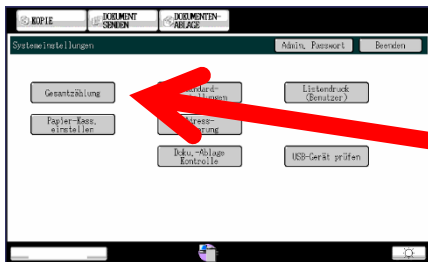 KOPIE
DOKUMENT
SENDEN
DOKUMENTEN-
ABLAGE
Systemeinstellungen
Admin. Passwort
Beenden
Gesamtzählung
Listendruck
(Benutzer)
Papier-Kass.
einstellen
Doku.-Ablage
Kontrolle
USB-Gerät prüfen